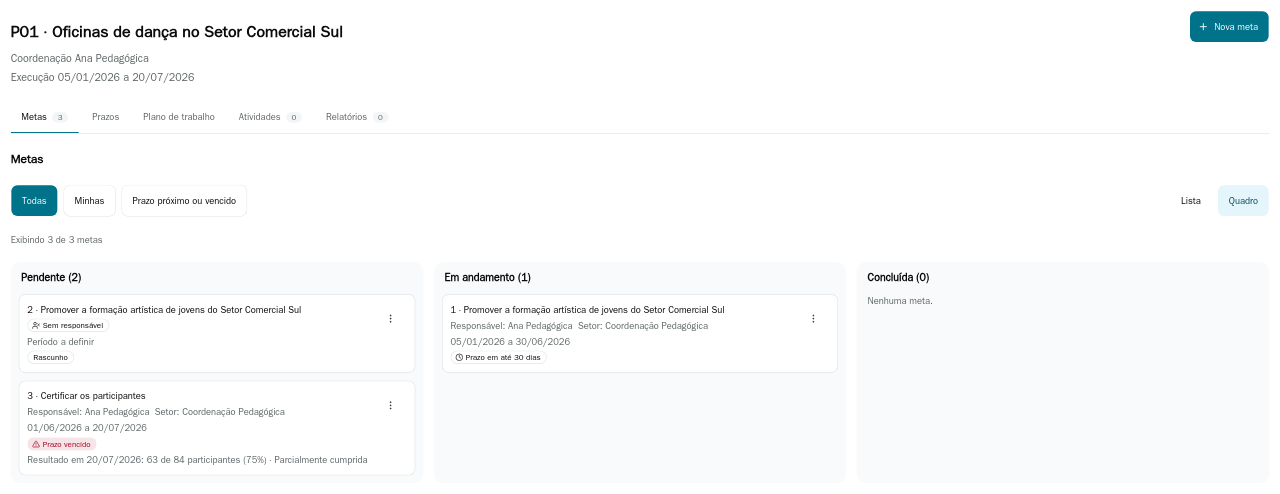 P01 · Oficinas de dança no Setor Comercial Sul
+ Nova meta
Coordenação Ana Pedagógica
Execução 05/01/2026 a 20/07/2026
Metas 3 Prazos Plano de trabalho Atividades 0 Relatórios 0
Metas
Todas Minhas Prazo próximo ou vencido Lista Quadro
Exibindo 3 de 3 metas
Pendente (2)
2 · Promover a formação artística de jovens do Setor Comercial Sul
Sem responsável
Período a definir
Rascunho
3 · Certificar os participantes
Responsável: Ana Pedagógica Setor: Coordenação Pedagógica
01/06/2026 a 20/07/2026
Prazo vencido
Resultado em 20/07/2026: 63 de 84 participantes (75%) · Parcialmente cumprida
Em andamento (1)
1 · Promover a formação artística de jovens do Setor Comercial Sul
Responsável: Ana Pedagógica Setor: Coordenação Pedagógica
05/01/2026 a 30/06/2026
Prazo em até 30 dias
Concluída (0)
Nenhuma meta.